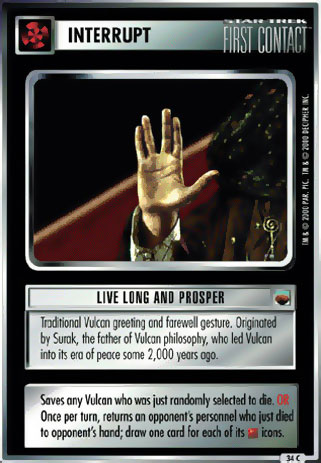 INTERRUPT
STAR TREK
FIRST CONTACT
TM & © 2000 PAR. PIC. TM & © 2000 DECIPHER INC.
LIVE LONG AND PROSPER
Traditional Vulcan greeting and farewell gesture. Originated
by Surak, the father of Vulcan philosophy, who led Vulcan
into its era of peace some 2,000 years ago.
Saves any Vulcan who was just randomly selected to die. OR
Once per turn, returns an opponent's personnel who just died
to opponent's hand; draw one card for each of its icons.
34 C